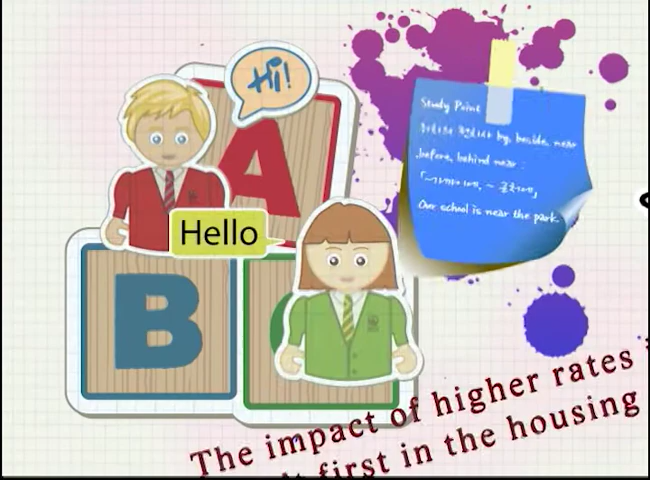 Hi!
A
Hello
B
Study Point
by, beside, near
before, behind near
Our school is near the park.
The impact of higher rates
first in the housing